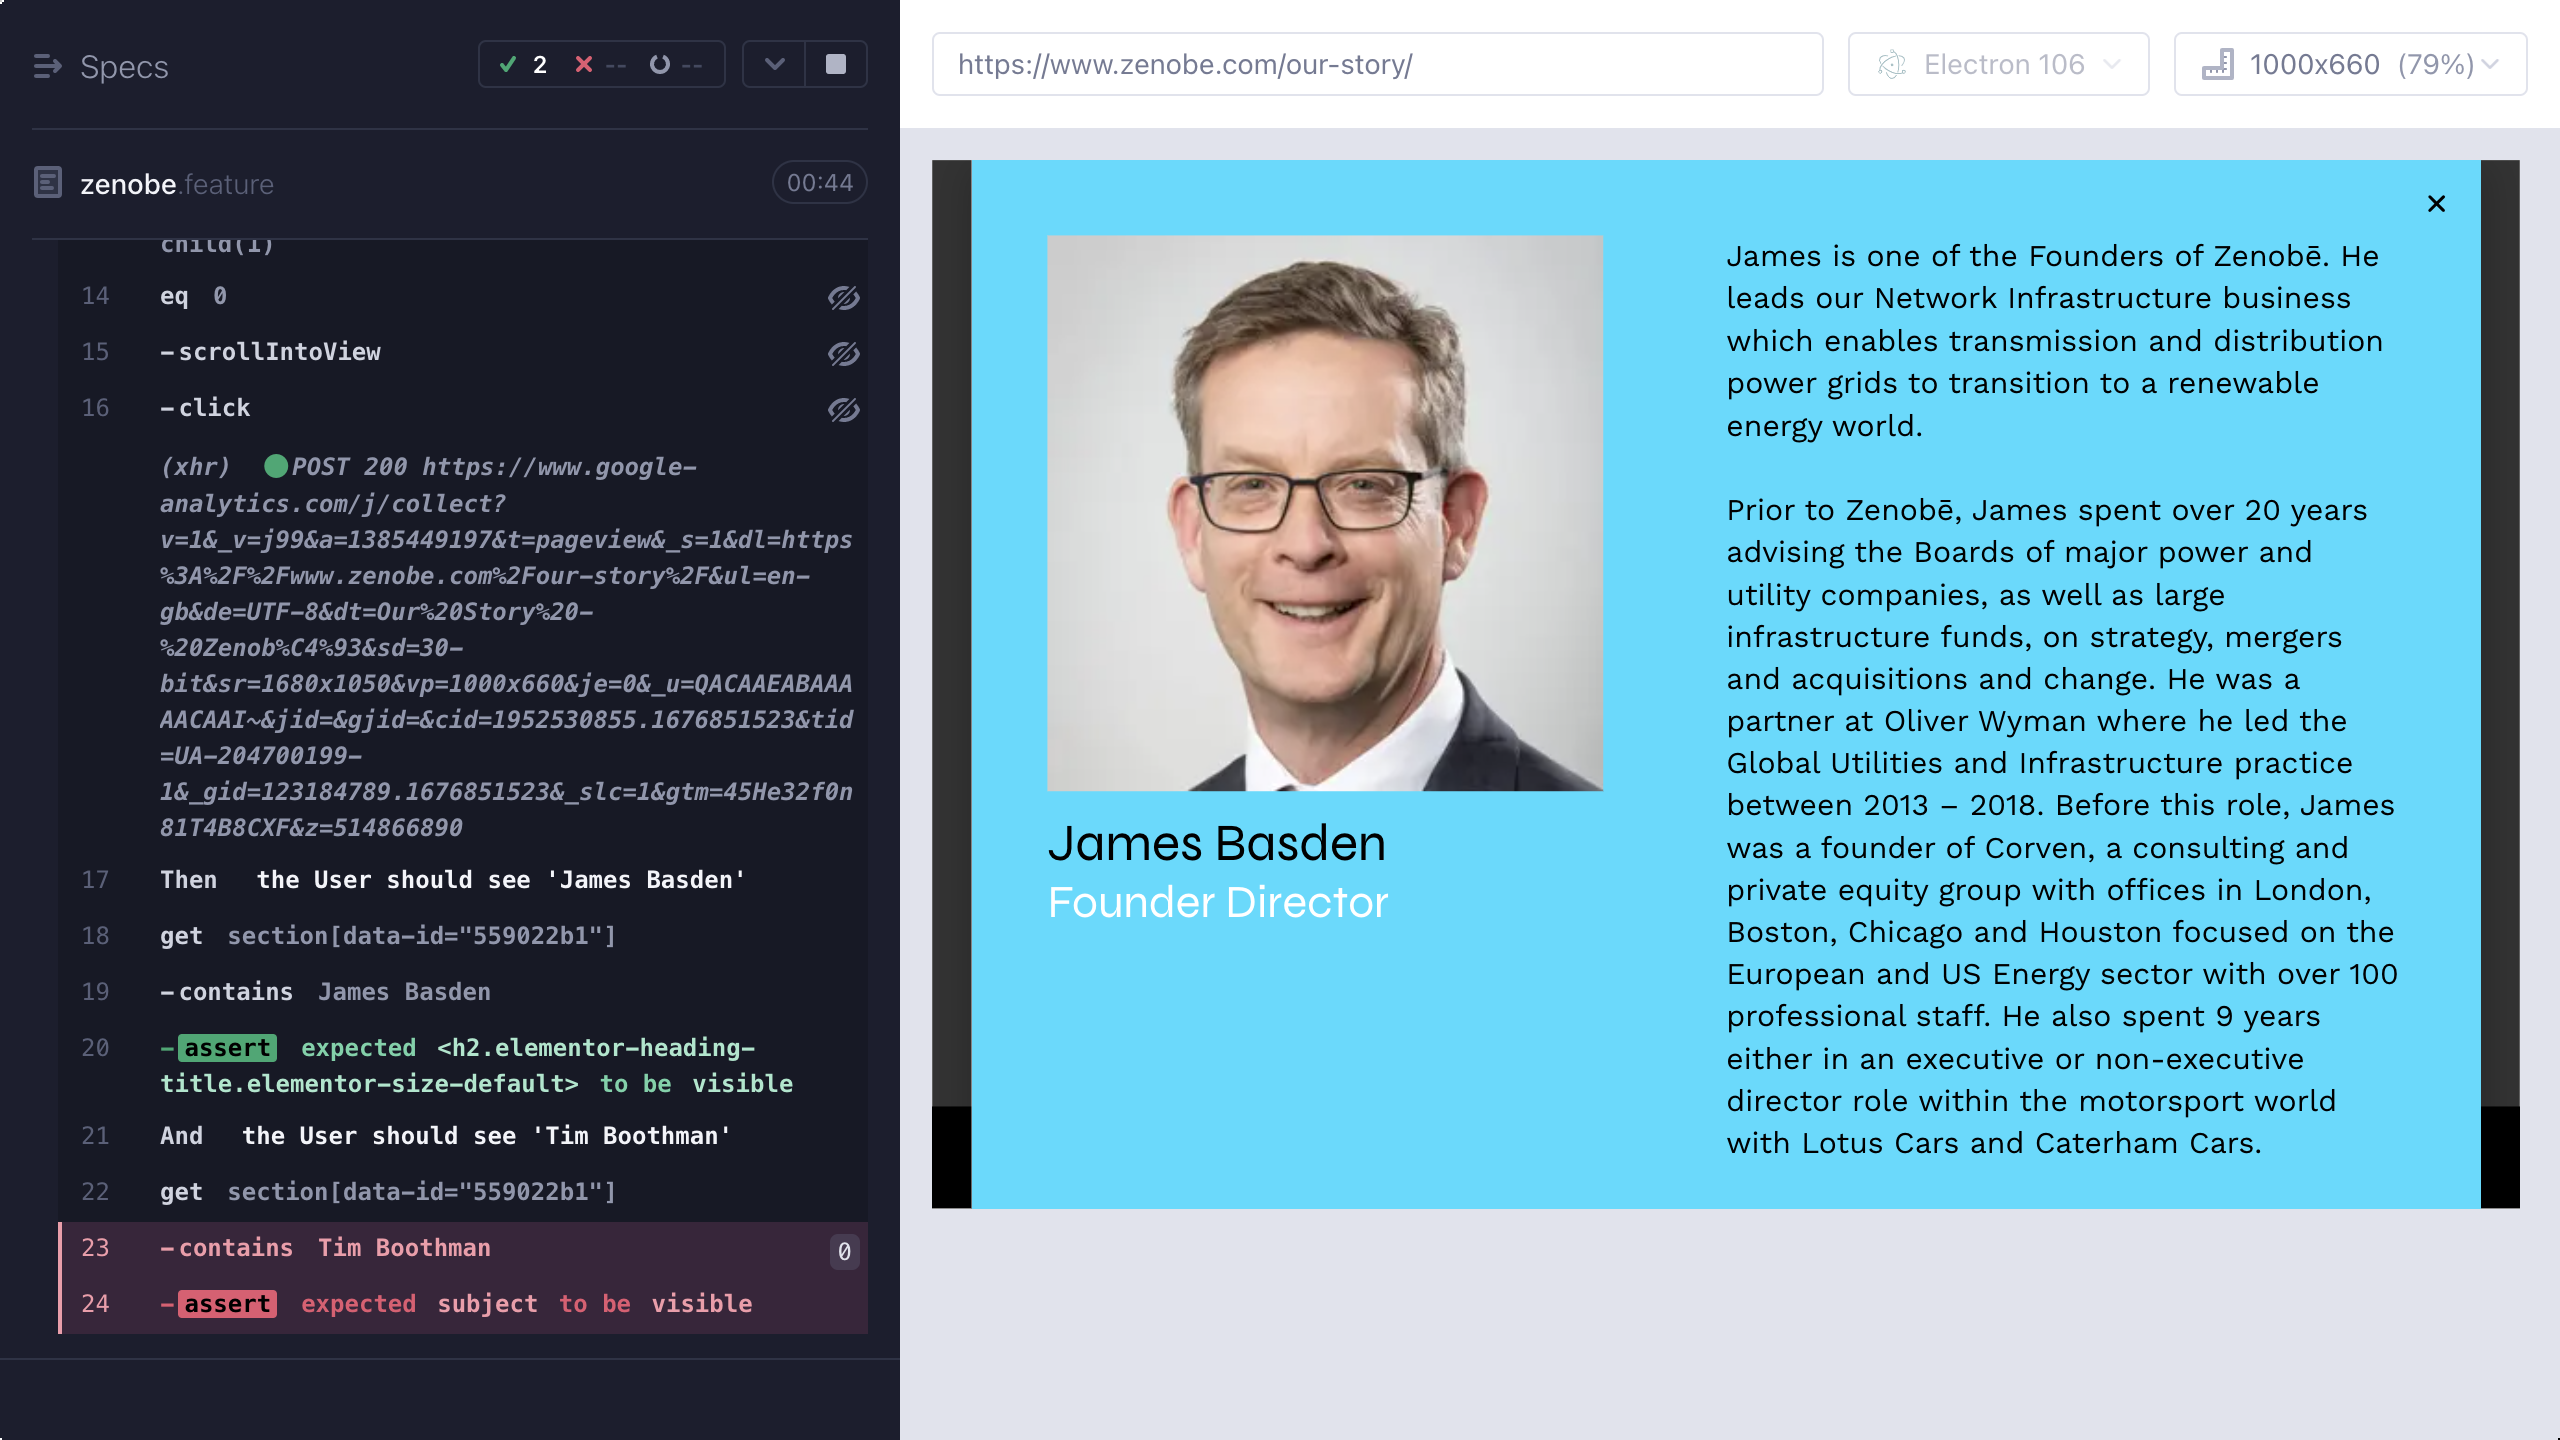 Specs
2 -- --
zenobe.feature
00:44
child(1)
14 eq 0
15 -scrollIntoView
16 -click
(xhr) POST 200 https://www.google-
analytics.com/j/collect?
v=1&_v=j99&a=1385449197&t=pageview&_s=1&dl=https
%3A%2F%2Fwww.zenobe.com%2Four-story%2F&ul=en-
gb&de=UTF-8&dt=Our%20Story%20-
%20Zenob%C4%93&sd=30-
bit&sr=1680x1050&vp=1000x660&je=0&_u=QACAAEABAAA
AACAAI~&jid=&gjid=&cid=1952530855.1676851523&tid
=UA-204700199-
1&_gid=123184789.1676851523&_slc=1&gtm=45He32f0n
81T4B8CXF&z=514866890
17 Then the User should see 'James Basden'
18 get section[data-id="559022b1"]
19 -contains James Basden
20 -assert expected <h2.elementor-heading-
title.elementor-size-default> to be visible
21 And the User should see 'Tim Boothman'
22 get section[data-id="559022b1"]
23 -contains Tim Boothman 0
24 -assert expected subject to be visible
https://www.zenobe.com/our-story/
Electron 106
1000x660 (79%)
James Basden
Founder Director
James is one of the Founders of Zenobē. He
leads our Network Infrastructure business
which enables transmission and distribution
power grids to transition to a renewable
energy world.
Prior to Zenobē, James spent over 20 years
advising the Boards of major power and
utility companies, as well as large
infrastructure funds, on strategy, mergers
and acquisitions and change. He was a
partner at Oliver Wyman where he led the
Global Utilities and Infrastructure practice
between 2013 – 2018. Before this role, James
was a founder of Corven, a consulting and
private equity group with offices in London,
Boston, Chicago and Houston focused on the
European and US Energy sector with over 100
professional staff. He also spent 9 years
either in an executive or non-executive
director role within the motorsport world
with Lotus Cars and Caterham Cars.